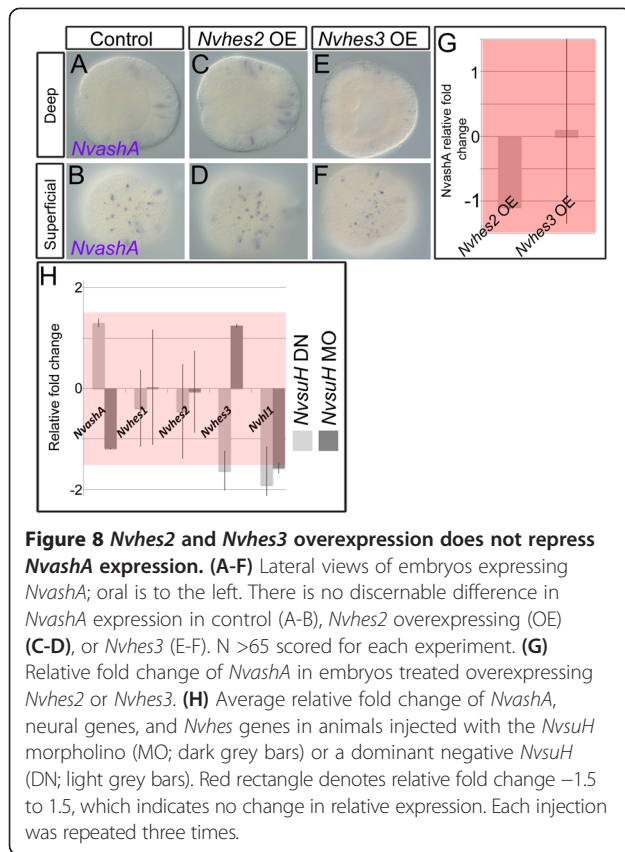 Control
Nvhes2 OE
Nvhes3 OE
G
Deep
A
C
E
NvashA
Superficial
B
D
F
NvashA
NvashA relative fold change
1
0
-1
Nvhes2 OE
Nvhes3 OE
H
Relative fold change
2
0
-2
NvashA
Nvhes1
Nvhes2
Nvhes3
Nvhl1
NvsuH DN
NvsuH MO
Figure 8 Nvhes2 and Nvhes3 overexpression does not repress
NvashA expression. (A-F) Lateral views of embryos expressing
NvashA; oral is to the left. There is no discernable difference in
NvashA expression in control (A-B), Nvhes2 overexpressing (OE)
(C-D), or Nvhes3 (E-F). N >65 scored for each experiment. (G)
Relative fold change of NvashA in embryos treated overexpressing
Nvhes2 or Nvhes3. (H) Average relative fold change of NvashA,
neural genes, and Nvhes genes in animals injected with the NvsuH
morpholino (MO; dark grey bars) or a dominant negative NvsuH
(DN; light grey bars). Red rectangle denotes relative fold change −1.5
to 1.5, which indicates no change in relative expression. Each injection
was repeated three times.